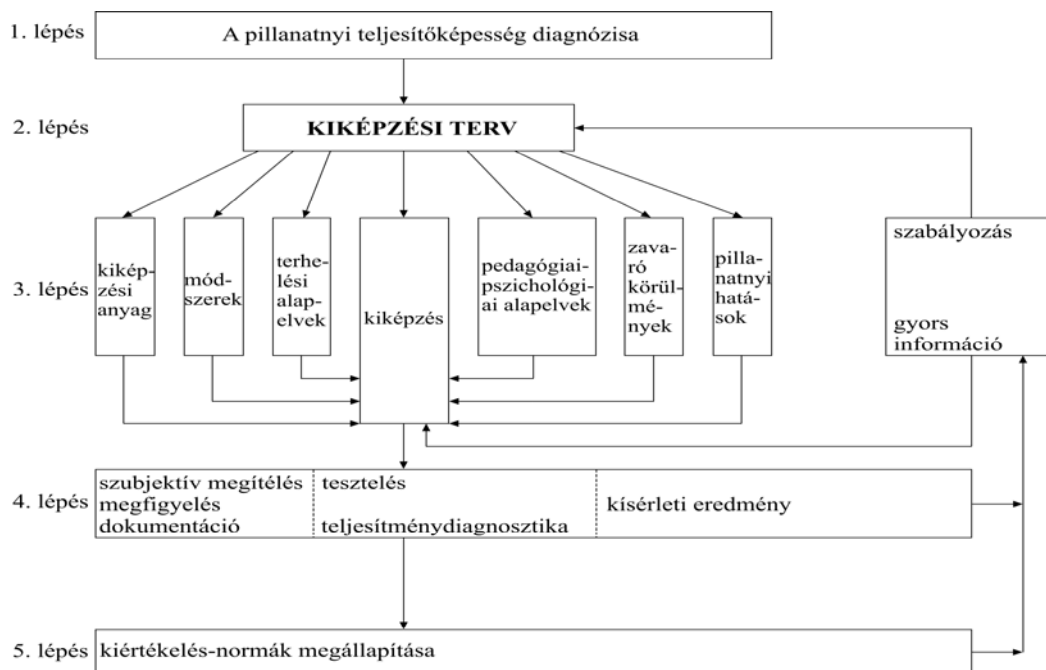 1. lépés
A pillanatnyi teljesítőképesség diagnózisa
2. lépés
KIKÉPZÉSI TERV
3. lépés
kikép-
zési
anyag
mód-
szerek
terhe-
lési
alap-
elvek
kiképzés
pedagógiai-
pszichológi-
ai alapelvek
zava-
ró
körül-
mé-
nyek
pilla-
natnyi
hatá-
sok
szabályozás
gyors
információ
4. lépés
szubjektív megítélés
megfigyelés
dokumentáció
tesztelés
teljesítménydiagnosztika
kísérleti eredmény
5. lépés
kiértékelés-normák megállapítása